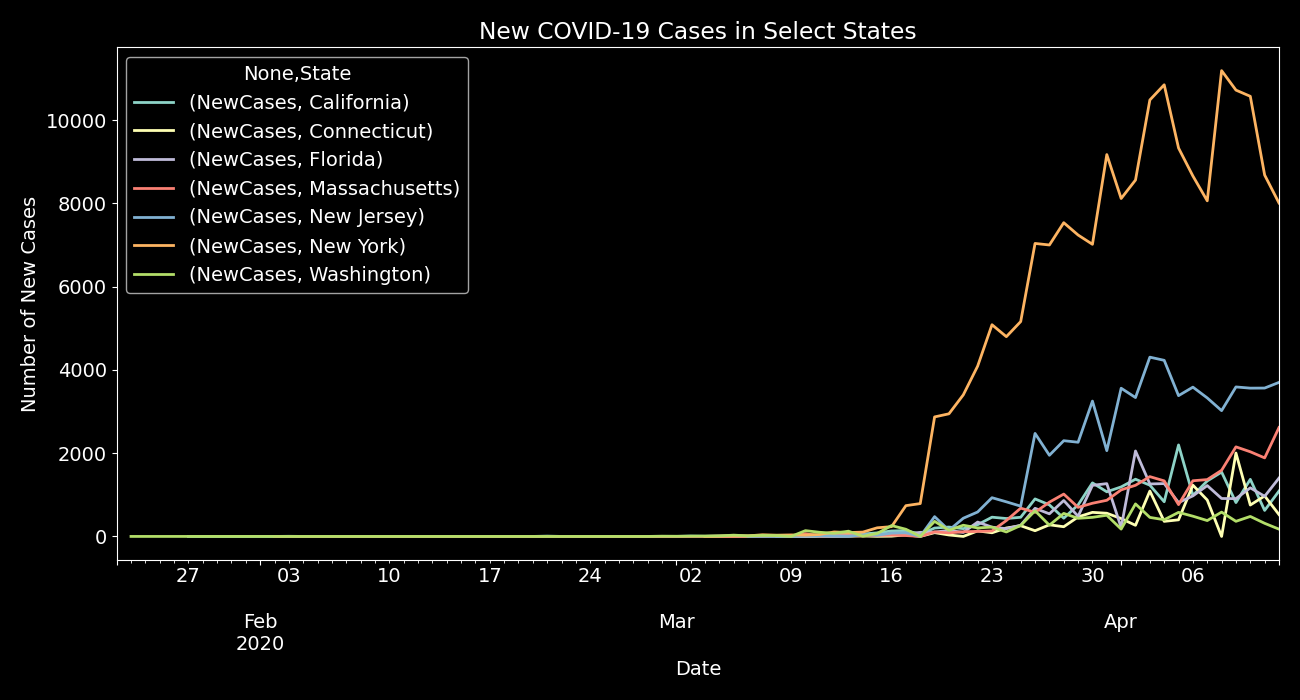 New COVID-19 Cases in Select States
None,State
(NewCases, California)
(NewCases, Connecticut)
(NewCases, Florida)
(NewCases, Massachusetts)
(NewCases, New Jersey)
(NewCases, New York)
(NewCases, Washington)
Number of New Cases
10000
8000
6000
4000
2000
0
27 03 10 17 24 02 09 16 23 30 06
Feb Mar Apr
2020
Date